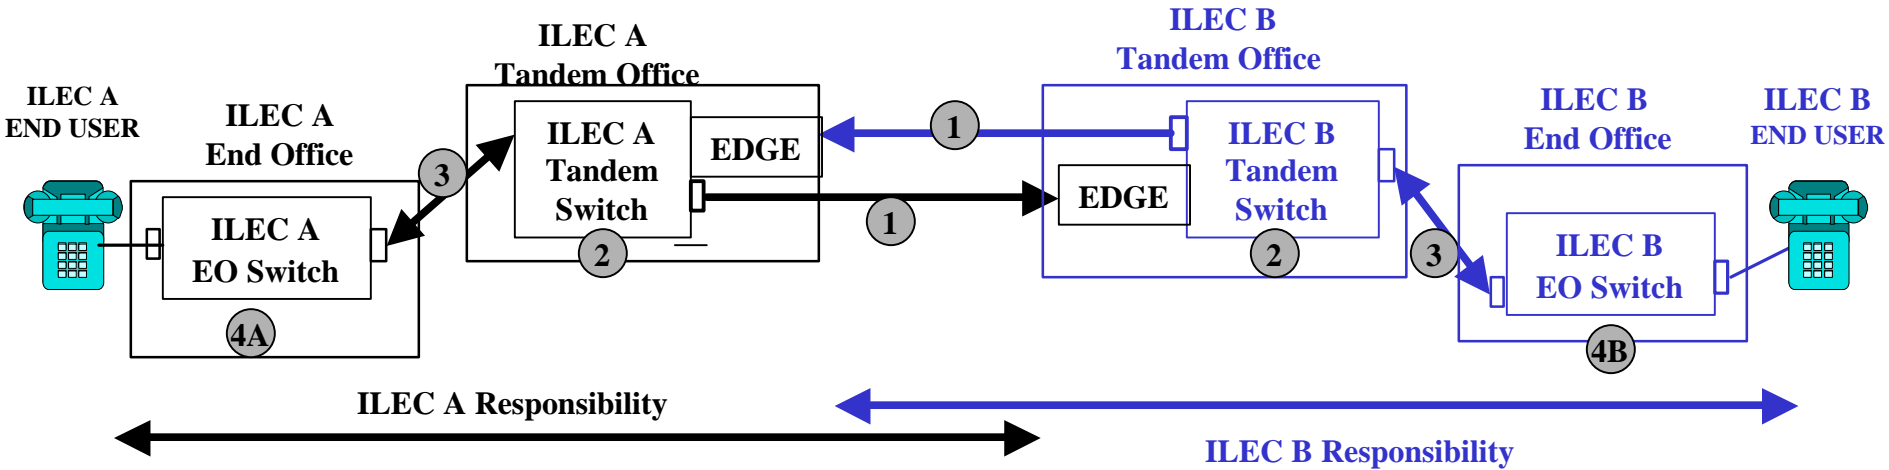 ILEC A
END USER
ILEC A
End Office
ILEC A
EO Switch
4A
3
ILEC A
Tandem Office
ILEC A
Tandem
Switch
EDGE
2
1
1
ILEC B
Tandem Office
EDGE
ILEC B
Tandem
Switch
2
3
ILEC B
End Office
ILEC B
EO Switch
4B
ILEC B
END USER
ILEC A Responsibility
ILEC B Responsibility